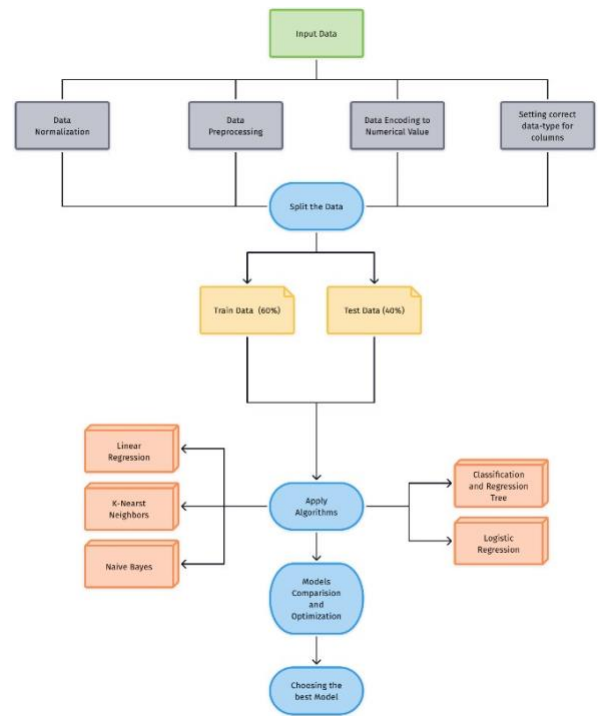 Input Data
Data
Normalization
Data
Preprocessing
Data Encoding to
Numerical Value
Setting correct
data-type for
columns
Split the Data
Train Data (60%)
Test Data (40%)
Linear
Regression
K-Nearst
Neighbors
Naive Bayes
Apply
Algorithms
Classification
and Regression
Tree
Logistic
Regression
Models
Comparision
and
Optimization
Choosing the
best Model